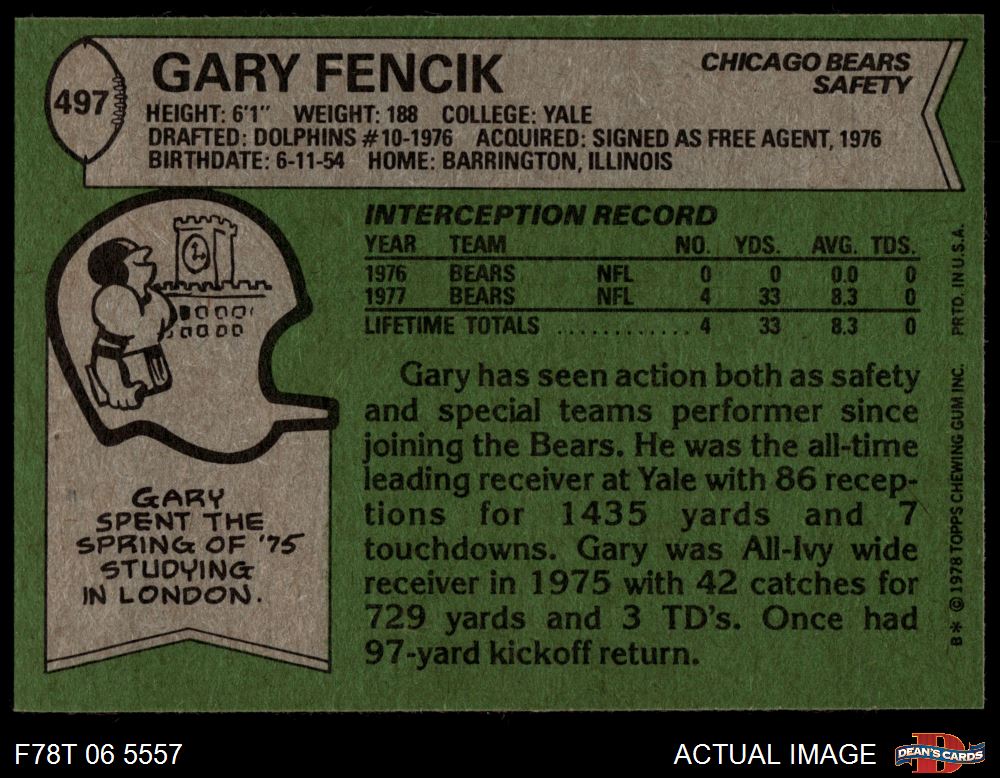 497
GARY FENCIK
CHICAGO BEARS
SAFETY
HEIGHT: 6'1" WEIGHT: 188 COLLEGE: YALE
DRAFTED: DOLPHINS #10-1976 ACQUIRED: SIGNED AS FREE AGENT, 1976
BIRTHDATE: 6-11-54 HOME: BARRINGTON, ILLINOIS
INTERCEPTION RECORD
YEAR TEAM NO. YDS. AVG. TDS.
1976 BEARS NFL 0 0 0.0 0
1977 BEARS NFL 4 33 8.3 0
LIFETIME TOTALS ............ 4 33 8.3 0
Gary has seen action both as safety
and special teams performer since
joining the Bears. He was the all-time
leading receiver at Yale with 86 recep-
tions for 1435 yards and 7
touchdowns. Gary was All-Ivy wide
receiver in 1975 with 42 catches for
729 yards and 3 TD's. Once had
97-yard kickoff return.
GARY
SPENT THE
SPRING OF '75
STUDYING
IN LONDON.
B* © 1978 TOPPS CHEWING GUM INC. PRTD. IN U.S.A.
F78T 06 5557
ACTUAL IMAGE
DEAN'S CARDS